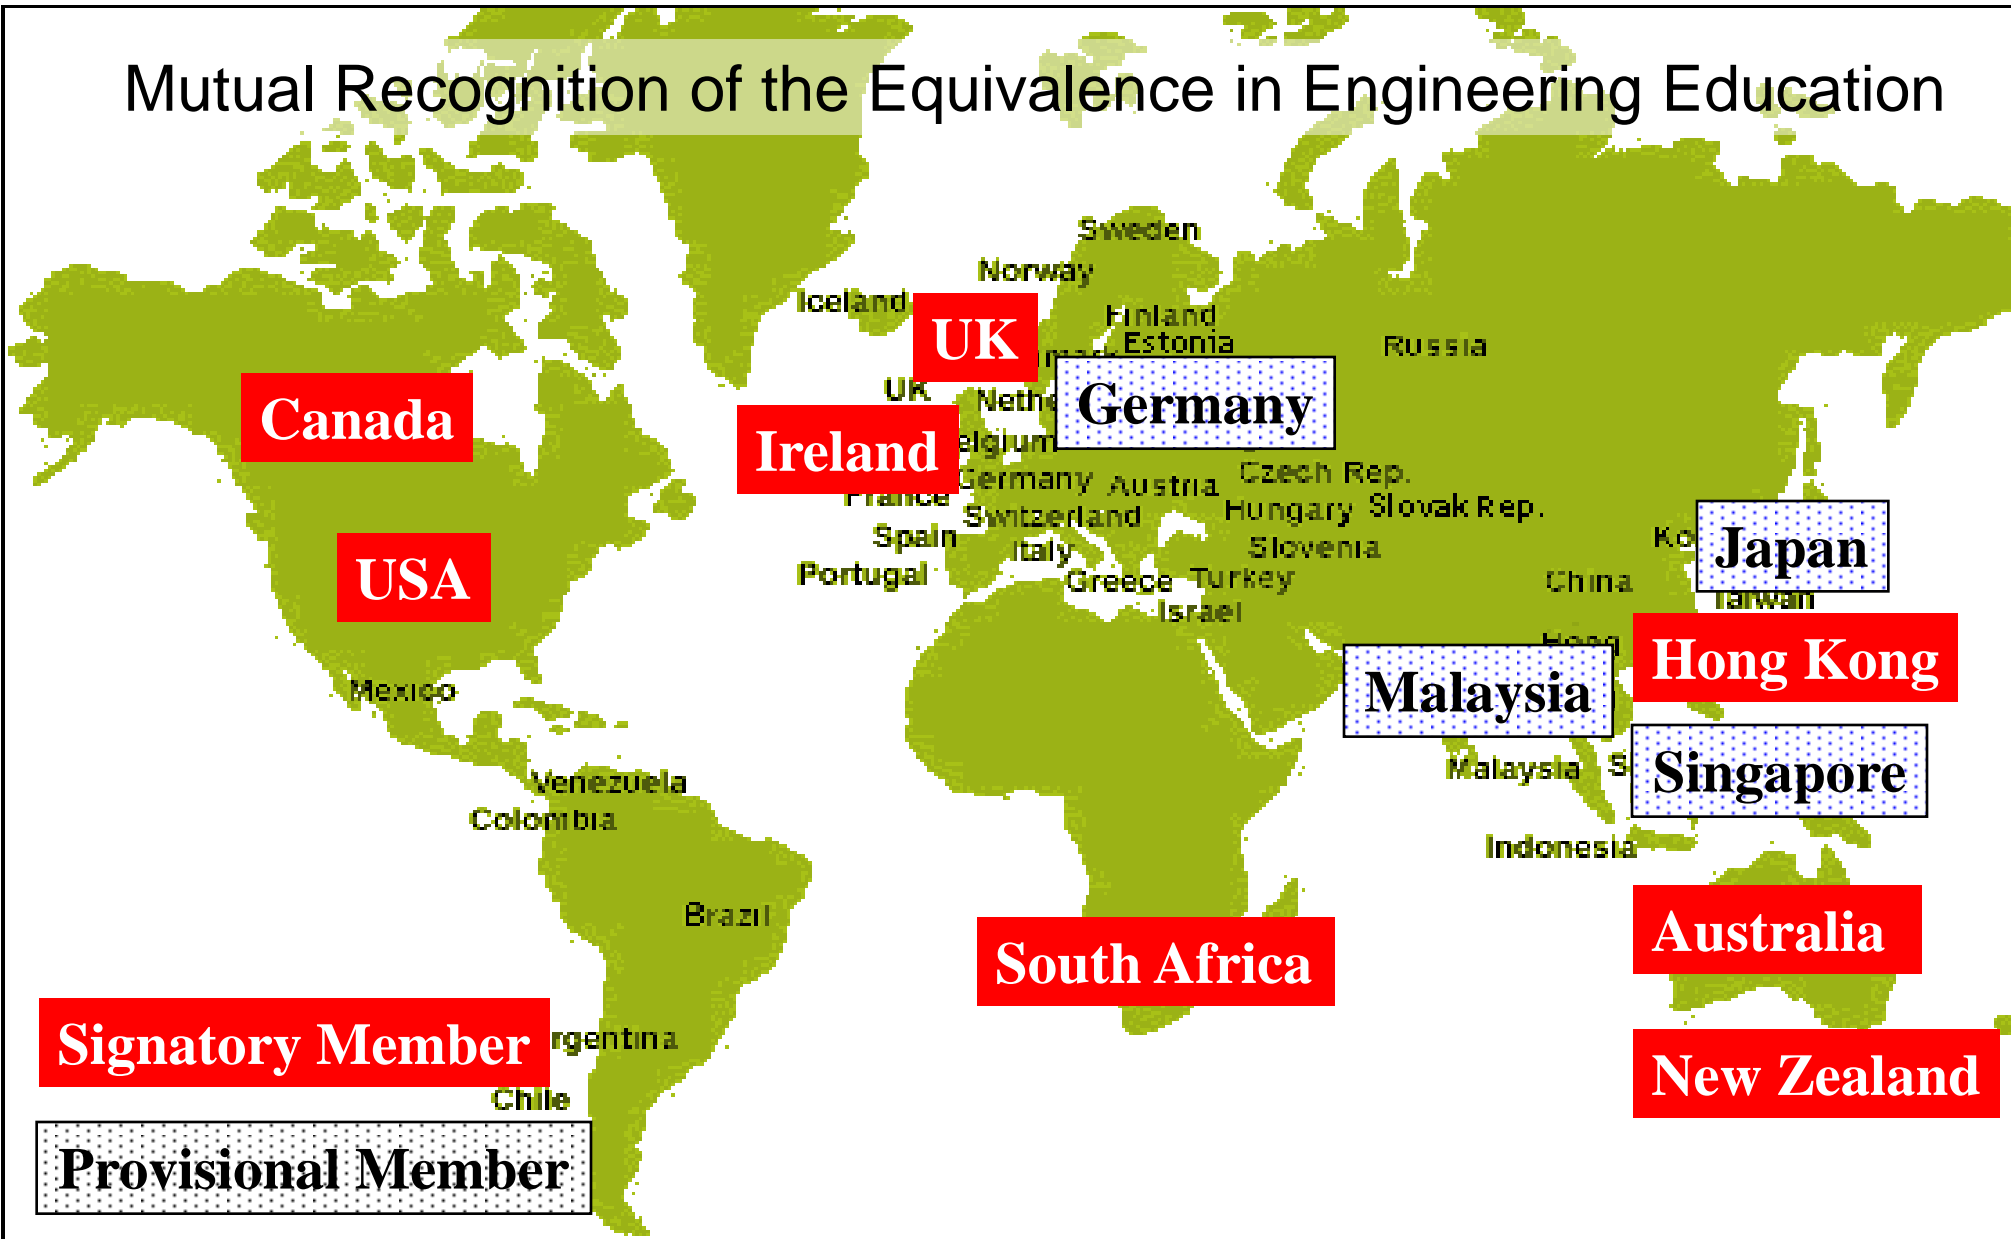 Mutual Recognition of the Equivalence in Engineering Education
Sweden
Norway
Iceland
Finland
UK
Estonia
Russia
Canada
UK
Germany
Ireland
Germany
Austria
Czech Rep.
France
Switzerland
Hungary
Slovak Rep.
Spain
Italy
Slovenia
Japan
USA
Portugal
Greece
Turkey
China
Israel
Taiwan
Hong
Hong Kong
Mexico
Malaysia
Venezuela
Malaysia
Singapore
Colombia
Indonesia
Brazil
Australia
South Africa
Signatory Member
rgentina
New Zealand
Chile
Provisional Member